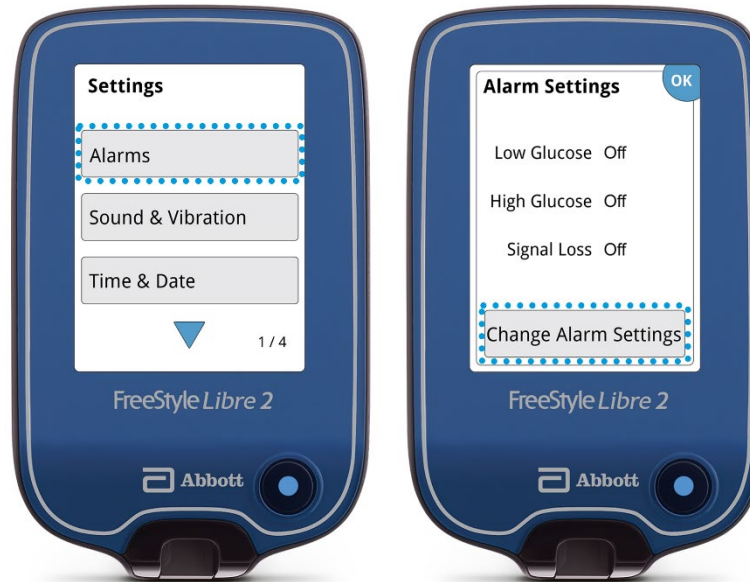 Settings
Alarms
Sound & Vibration
Time & Date
1 / 4
FreeStyle Libre 2
Abbott
OK
Alarm Settings
Low Glucose Off
High Glucose Off
Signal Loss Off
Change Alarm Settings
FreeStyle Libre 2
Abbott